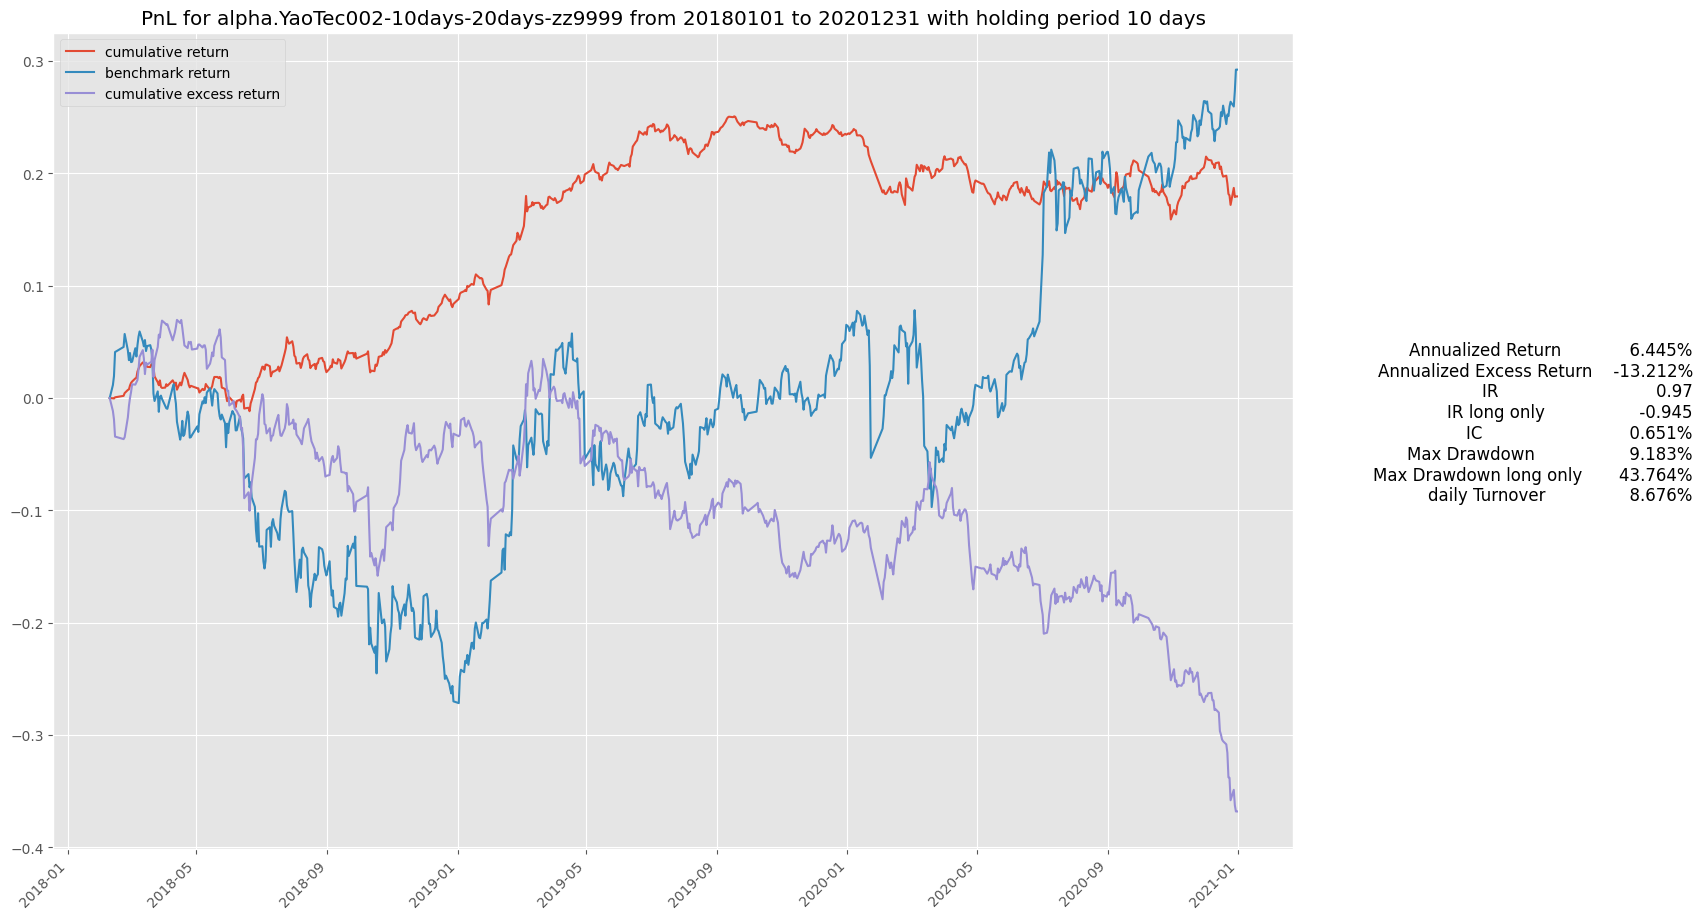 PnL for alpha.YaoTec002-10days-20days-zz9999 from 20180101 to 20201231 with holding period 10 days
cumulative return
benchmark return
cumulative excess return
0.3
0.2
0.1
0.0
−0.1
−0.2
−0.3
−0.4
2018-01
2018-05
2018-09
2019-01
2019-05
2019-09
2020-01
2020-05
2020-09
2021-01
Annualized Return 6.445%
Annualized Excess Return -13.212%
IR 0.97
IR long only -0.945
IC 0.651%
Max Drawdown 9.183%
Max Drawdown long only 43.764%
daily Turnover 8.676%